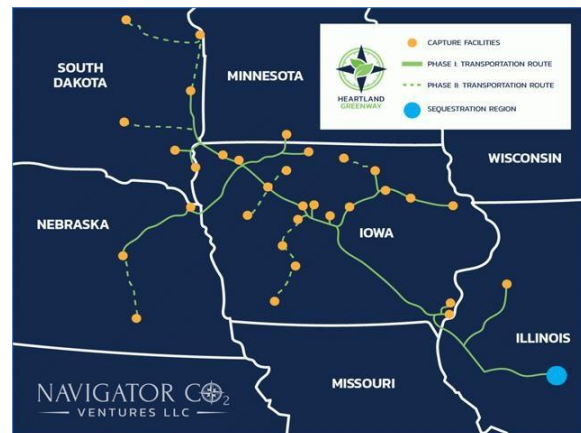 SOUTH
DAKOTA
MINNESOTA
HEARTLAND
GREENWAY
CAPTURE FACILITIES
PHASE I: TRANSPORTATION ROUTE
PHASE II: TRANSPORTATION ROUTE
SEQUESTRATION REGION
WISCONSIN
NEBRASKA
IOWA
ILLINOIS
MISSOURI
NAVIGATOR CO2
VENTURES LLC